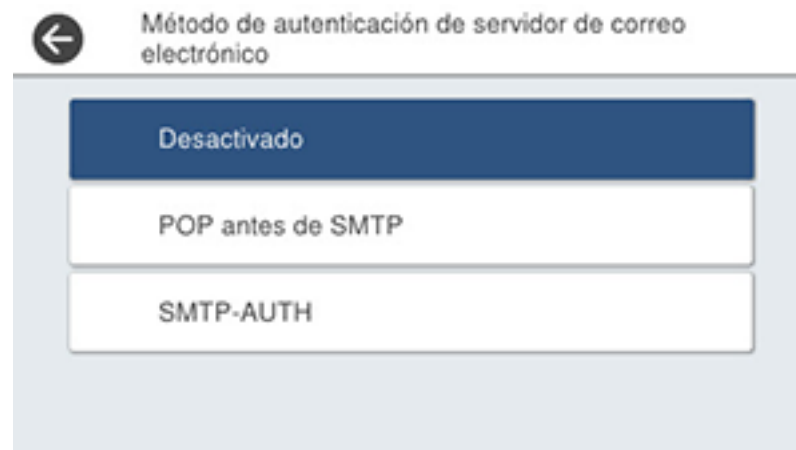 Método de autenticación de servidor de correo
electrónico
Desactivado
POP antes de SMTP
SMTP-AUTH